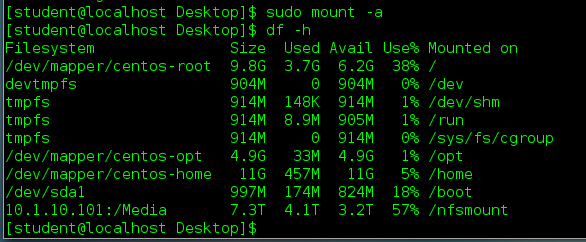 [student@localhost Desktop]$ sudo mount -a
[student@localhost Desktop]$ df -h
Filesystem               Size  Used Avail Use% Mounted on
/dev/mapper/centos-root  9.8G  3.7G  6.2G  38% /
devtmpfs                 904M     0  904M   0% /dev
tmpfs                    914M  148K  914M   1% /dev/shm
tmpfs                    914M  8.9M  905M   1% /run
tmpfs                    914M     0  914M   0% /sys/fs/cgroup
/dev/mapper/centos-opt   4.9G   33M  4.9G   1% /opt
/dev/mapper/centos-home   11G  457M   11G   5% /home
/dev/sda1                997M  174M  824M  18% /boot
10.1.10.101:/Media       7.3T  4.1T  3.2T  57% /nfsmount
[student@localhost Desktop]$